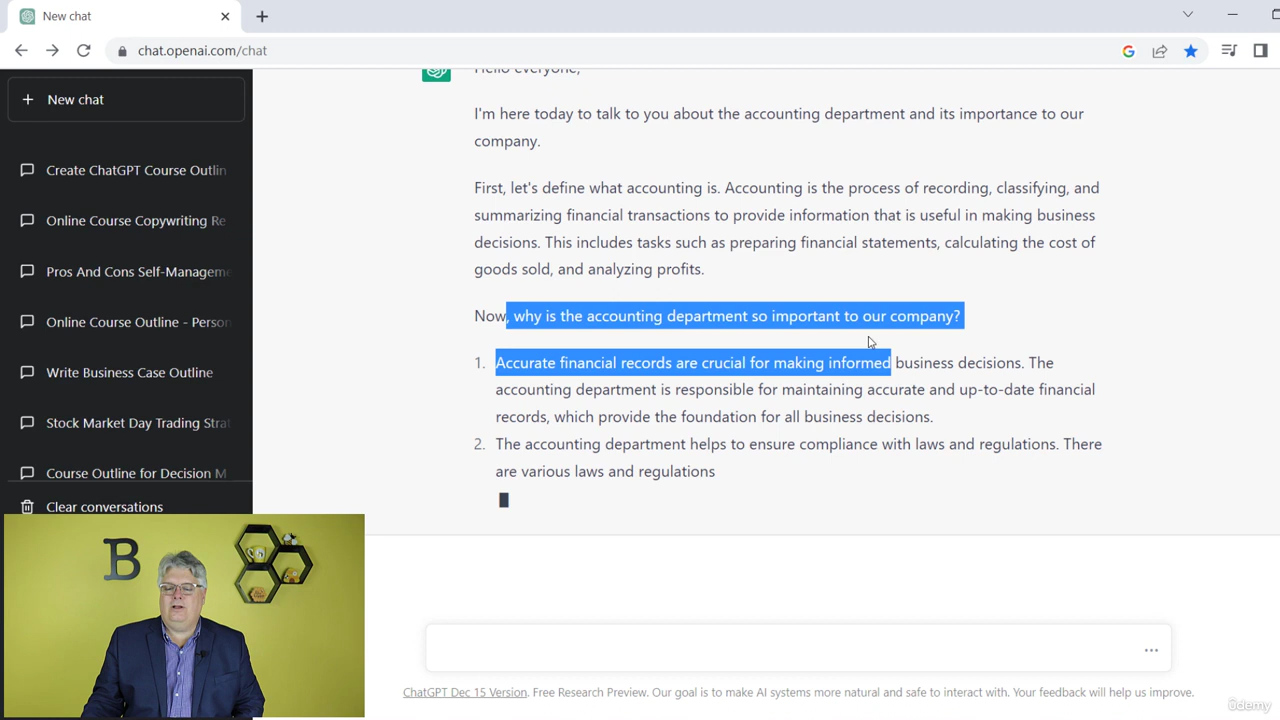 New chat
chat.openai.com/chat
New chat
Create ChatGPT Course Outlin
Online Course Copywriting Re
Pros And Cons Self-Manageme
Online Course Outline - Person
Write Business Case Outline
Stock Market Day Trading Strat
Course Outline for Decision M
Clear conversations
Hello everyone,
I'm here today to talk to you about the accounting department and its importance to our
company.
First, let's define what accounting is. Accounting is the process of recording, classifying, and
summarizing financial transactions to provide information that is useful in making business
decisions. This includes tasks such as preparing financial statements, calculating the cost of
goods sold, and analyzing profits.
Now, why is the accounting department so important to our company?
1. Accurate financial records are crucial for making informed business decisions. The
accounting department is responsible for maintaining accurate and up-to-date financial
records, which provide the foundation for all business decisions.
2. The accounting department helps to ensure compliance with laws and regulations. There
are various laws and regulations
ChatGPT Dec 15 Version. Free Research Preview. Our goal is to make AI systems more natural and safe to interact with. Your feedback will help us improve.
B
ûdemy